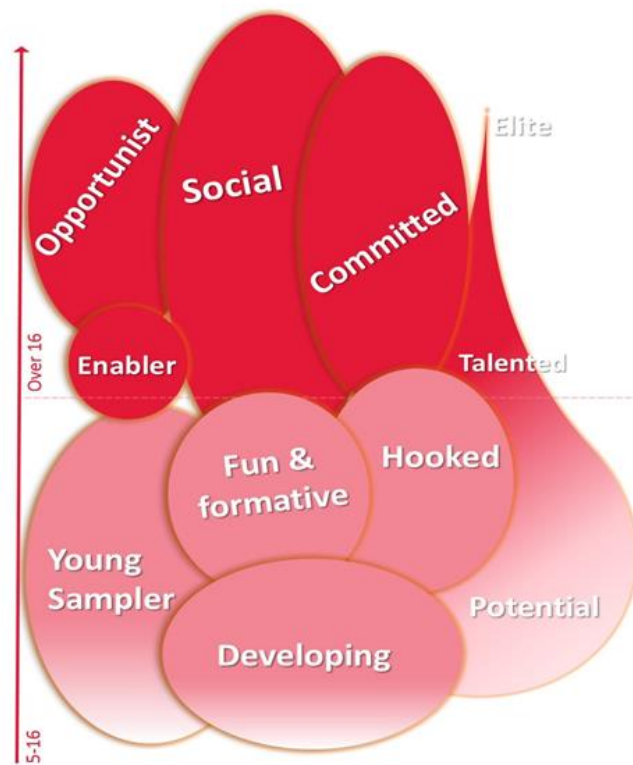 Elite
Opportunist
Social
Committed
Over 16
Enabler
Talented
Fun &
formative
Hooked
Young
Sampler
Potential
Developing
5-16